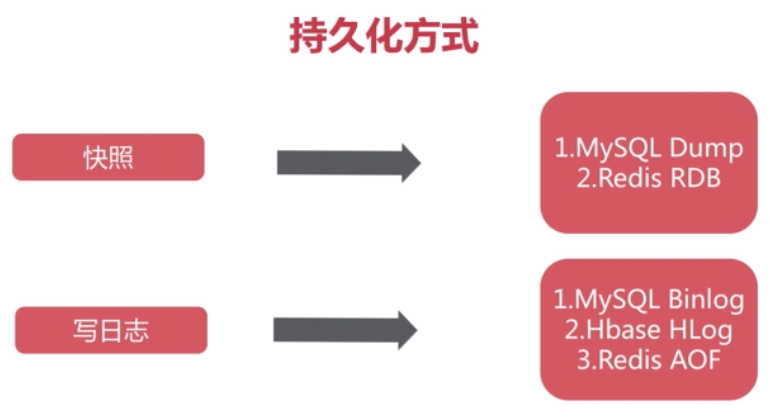 持久化方式
快照
1.MySQL Dump
2.Redis RDB
写日志
1.MySQL Binlog
2.Hbase HLog
3.Redis AOF